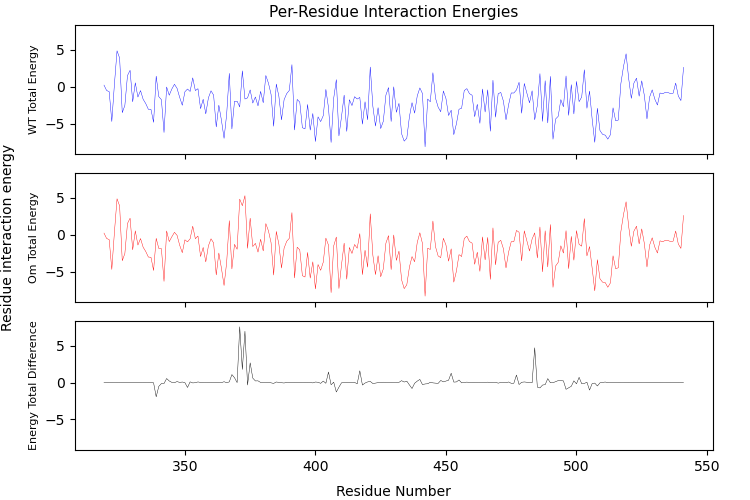 Per-Residue Interaction Energies
Residue interaction energy
WT Total Energy
5
0
−5
Om Total Energy
5
0
−5
Energy Total Difference
5
0
−5
350 400 450 500 550
Residue Number